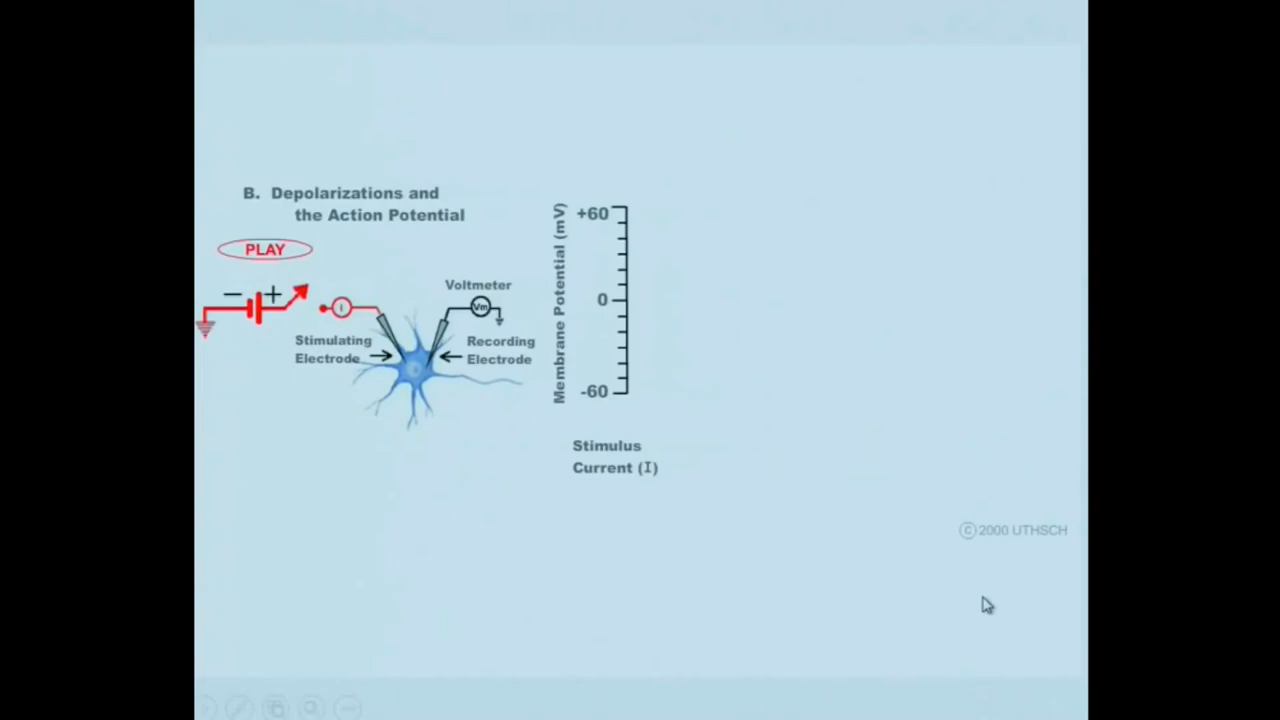 B. Depolarizations and
the Action Potential
PLAY
− +
I
Stimulating
Electrode
Voltmeter
Vm
Recording
Electrode
Membrane Potential (mV)
+60
0
-60
Stimulus
Current (I)
© 2000 UTHSCH